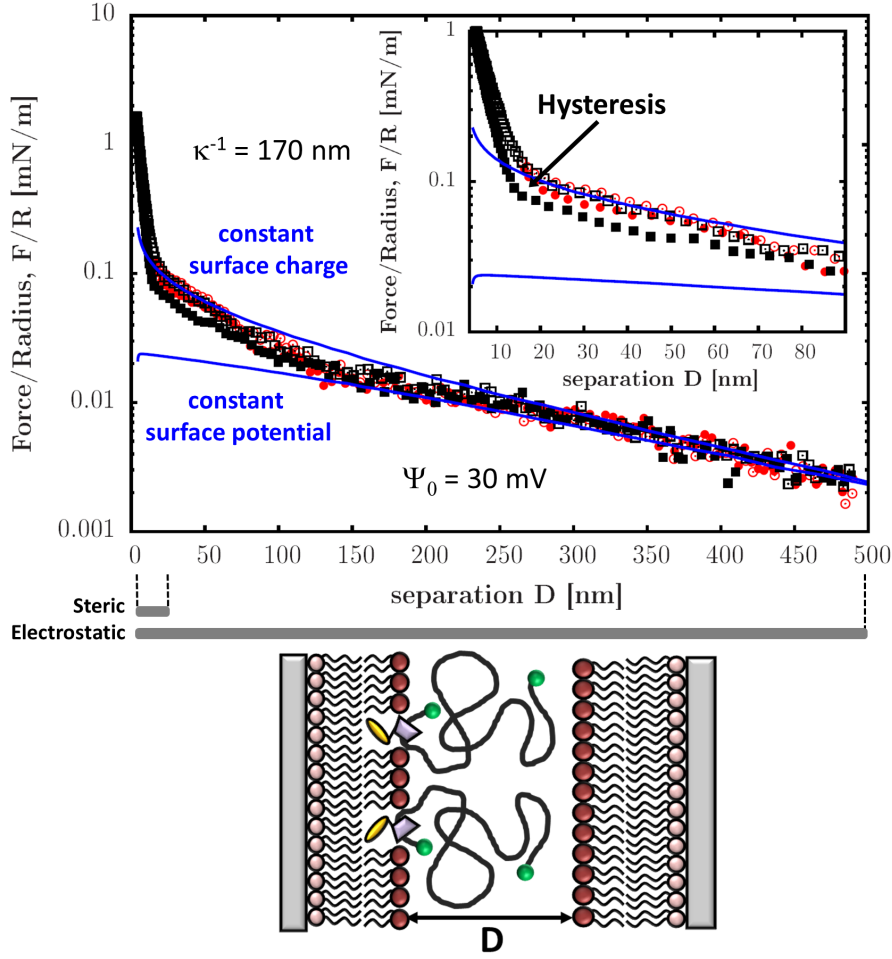 Force/Radius, F/R [mN/m]
10
1
0.1
0.01
0.001
κ⁻¹ = 170 nm
constant
surface charge
constant
surface potential
Ψ₀ = 30 mV
0 50 100 150 200 250 300 350 400 450 500
separation D [nm]
Force/Radius, F/R [mN/m]
1
0.1
0.01
Hysteresis
10 20 30 40 50 60 70 80
separation D [nm]
Steric
Electrostatic
D